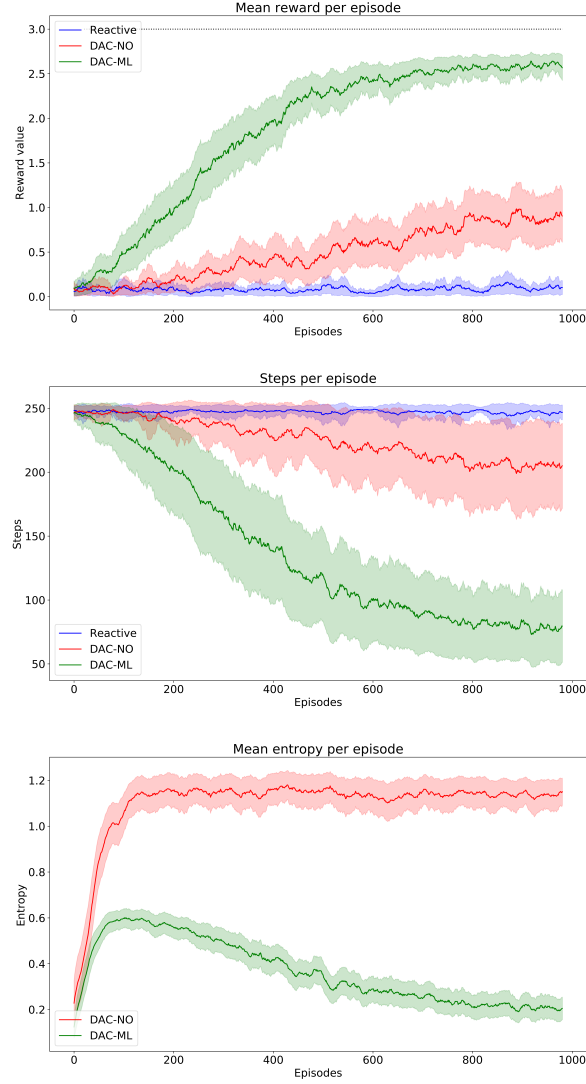 Mean reward per episode
3.0
2.5
2.0
1.5
1.0
0.5
0.0
Reward value
Reactive
DAC-NO
DAC-ML
0 200 400 600 800 1000
Episodes
Steps per episode
250
200
150
100
50
Steps
Reactive
DAC-NO
DAC-ML
0 200 400 600 800 1000
Episodes
Mean entropy per episode
1.2
1.0
0.8
0.6
0.4
0.2
Entropy
DAC-NO
DAC-ML
0 200 400 600 800 1000
Episodes